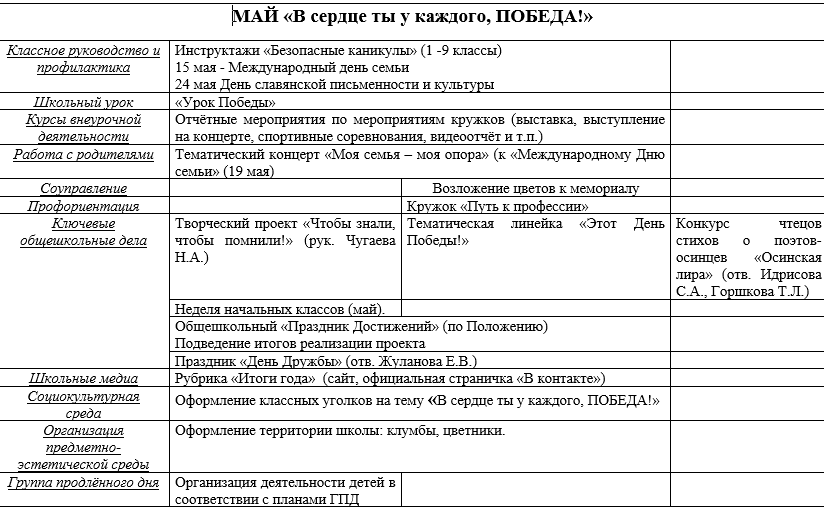 МАЙ «В сердце ты у каждого, ПОБЕДА!»
Классное руководство и
профилактика
Инструктажи «Безопасные каникулы» (1 -9 классы)
15 мая - Международный день семьи
24 мая День славянской письменности и культуры
Школьный урок
«Урок Победы»
Курсы внеурочной
деятельности
Отчётные мероприятия по мероприятиям кружков (выставка, выступление
на концерте, спортивные соревнования, видеоотчёт и т.п.)
Работа с родителями
Тематический концерт «Моя семья – моя опора» (к «Международному Дню
семьи» (19 мая)
Соуправление
Возложение цветов к мемориалу
Профориентация
Кружок «Путь к профессии»
Ключевые
общешкольные дела
Творческий проект «Чтобы знали,
чтобы помнили!» (рук. Чугаева
Н.А.)
Тематическая линейка «Этот День
Победы!»
Конкурс чтецов
стихов о поэтов-
осинцев «Осинская
лира» (отв. Идрисова
С.А., Горшкова Т.Л.)
Неделя начальных классов (май).
Общешкольный «Праздник Достижений» (по Положению)
Подведение итогов реализации проекта
Праздник «День Дружбы» (отв. Жуланова Е.В.)
Школьные медиа
Рубрика «Итоги года» (сайт, официальная страничка «В контакте»)
Социокультурная
среда
Оформление классных уголков на тему «В сердце ты у каждого, ПОБЕДА!»
Организация
предметно-
эстетической среды
Оформление территории школы: клумбы, цветники.
Группа продлённого дня
Организация деятельности детей в
соответствии с планами ГПД